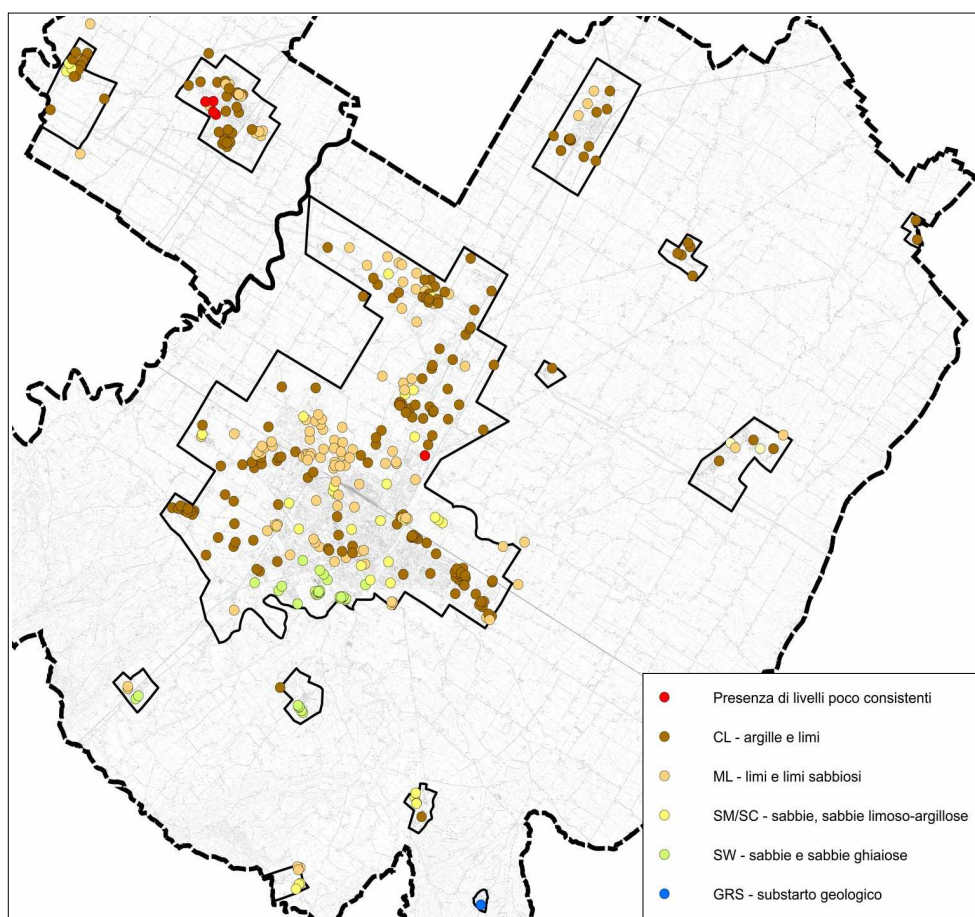 Presenza di livelli poco consistenti
CL - argille e limi
ML - limi e limi sabbiosi
SM/SC - sabbie, sabbie limoso-argillose
SW - sabbie e sabbie ghiaiose
GRS - substarto geologico